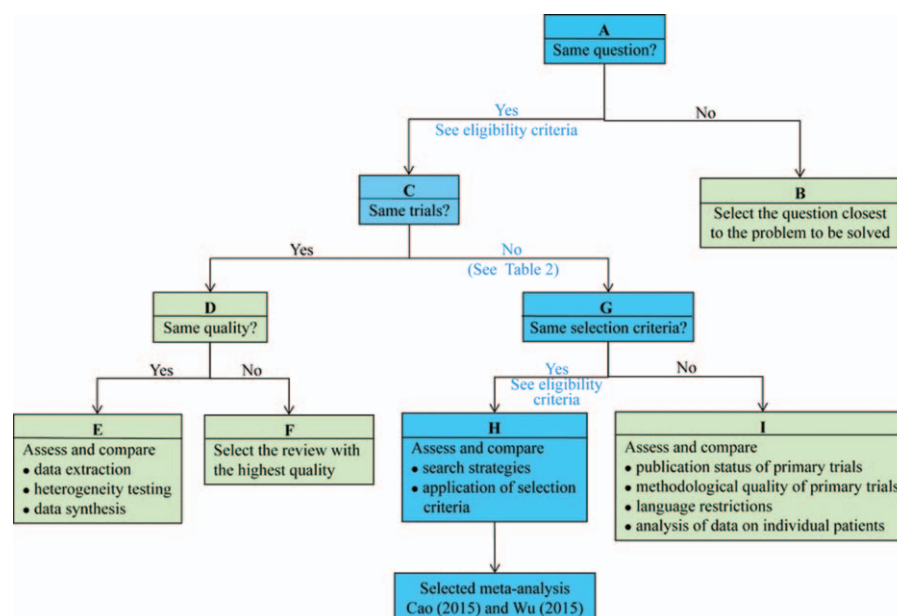 A
Same question?
Yes
See eligibility criteria
No
C
Same trials?
B
Select the question closest
to the problem to be solved
Yes
No
(See Table 2)
D
Same quality?
G
Same selection criteria?
Yes
No
Yes
See eligibility
criteria
No
E
Assess and compare
• data extraction
• heterogeneity testing
• data synthesis
F
Select the review with
the highest quality
H
Assess and compare
• search strategies
• application of selection
criteria
I
Assess and compare
• publication status of primary trials
• methodological quality of primary trials
• language restrictions
• analysis of data on individual patients
Selected meta-analysis
Cao (2015) and Wu (2015)